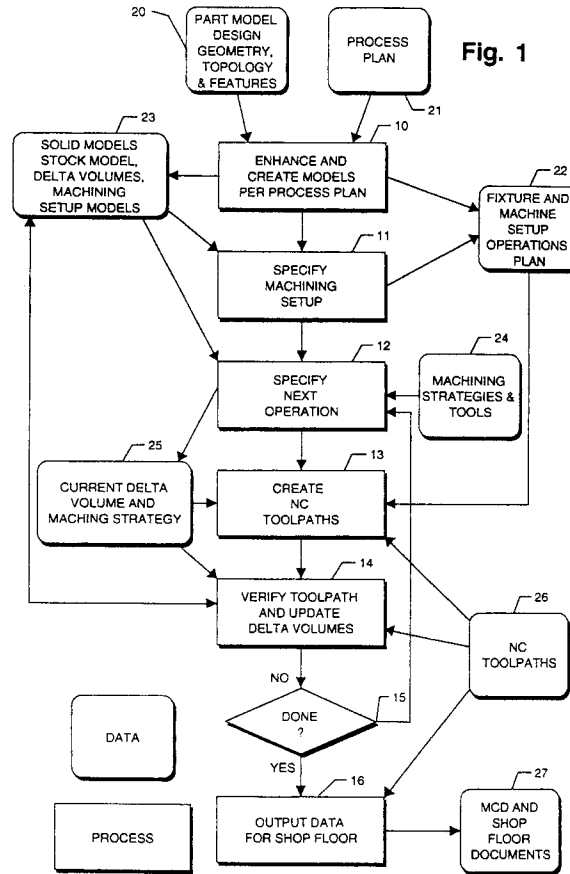 Fig. 1
20
PART MODEL
DESIGN
GEOMETRY,
TOPOLOGY
& FEATURES
PROCESS
PLAN
21
23
SOLID MODELS
STOCK MODEL,
DELTA VOLUMES,
MACHINING
SETUP MODELS
10
ENHANCE AND
CREATE MODELS
PER PROCESS PLAN
22
FIXTURE AND
MACHINE
SETUP
OPERATIONS
PLAN
11
SPECIFY
MACHINING
SETUP
12
SPECIFY
NEXT
OPERATION
24
MACHINING
STRATEGIES &
TOOLS
25
CURRENT DELTA
VOLUME AND
MACHING STRATEGY
13
CREATE
NC
TOOLPATHS
14
VERIFY TOOLPATH
AND UPDATE
DELTA VOLUMES
26
NC
TOOLPATHS
NO
15
DONE
?
YES
DATA
PROCESS
16
OUTPUT DATA
FOR SHOP FLOOR
27
MCD AND
SHOP
FLOOR
DOCUMENTS